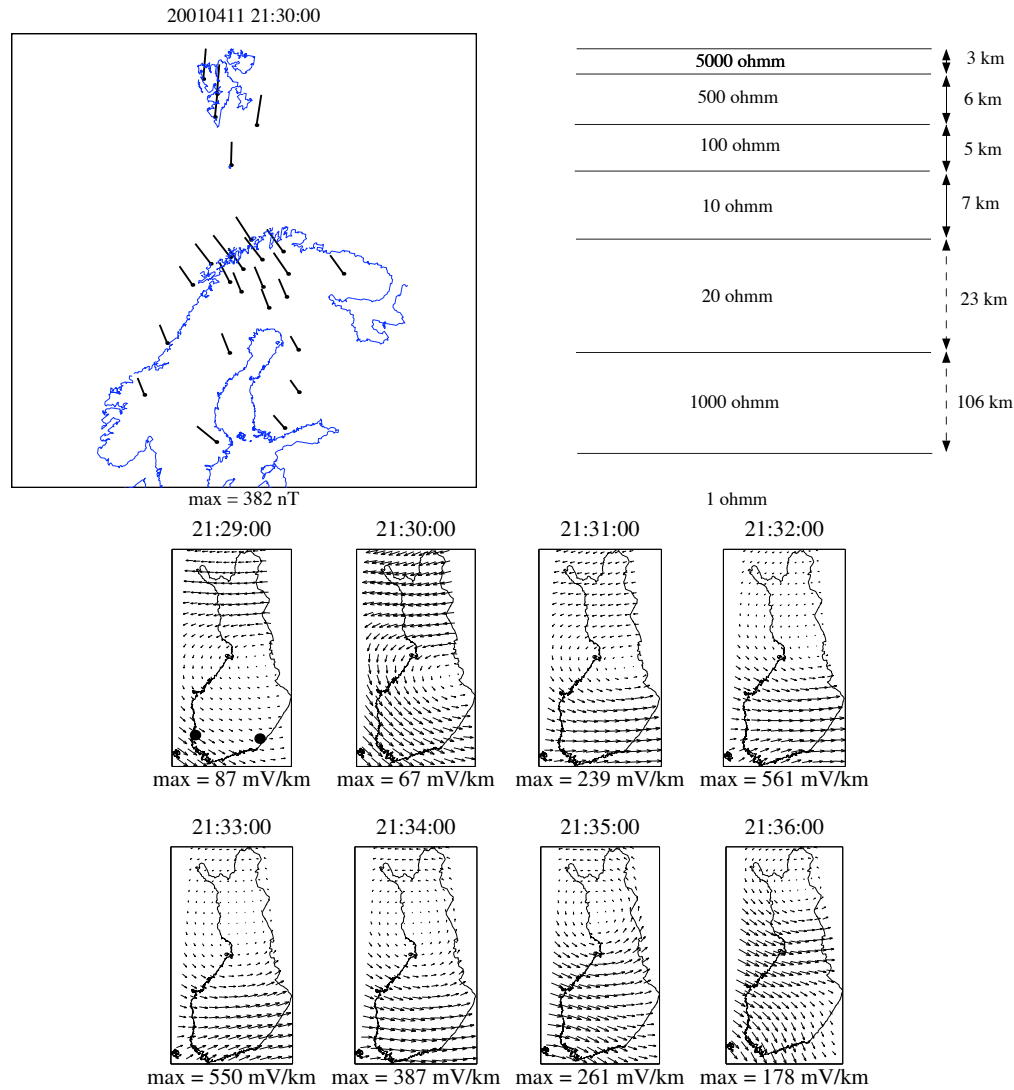 20010411 21:30:00
max = 382 nT
5000 ohmm
3 km
500 ohmm
6 km
100 ohmm
5 km
10 ohmm
7 km
20 ohmm
23 km
1000 ohmm
106 km
1 ohmm
21:29:00
21:30:00
21:31:00
21:32:00
max = 87 mV/km
max = 67 mV/km
max = 239 mV/km
max = 561 mV/km
21:33:00
21:34:00
21:35:00
21:36:00
max = 550 mV/km
max = 387 mV/km
max = 261 mV/km
max = 178 mV/km